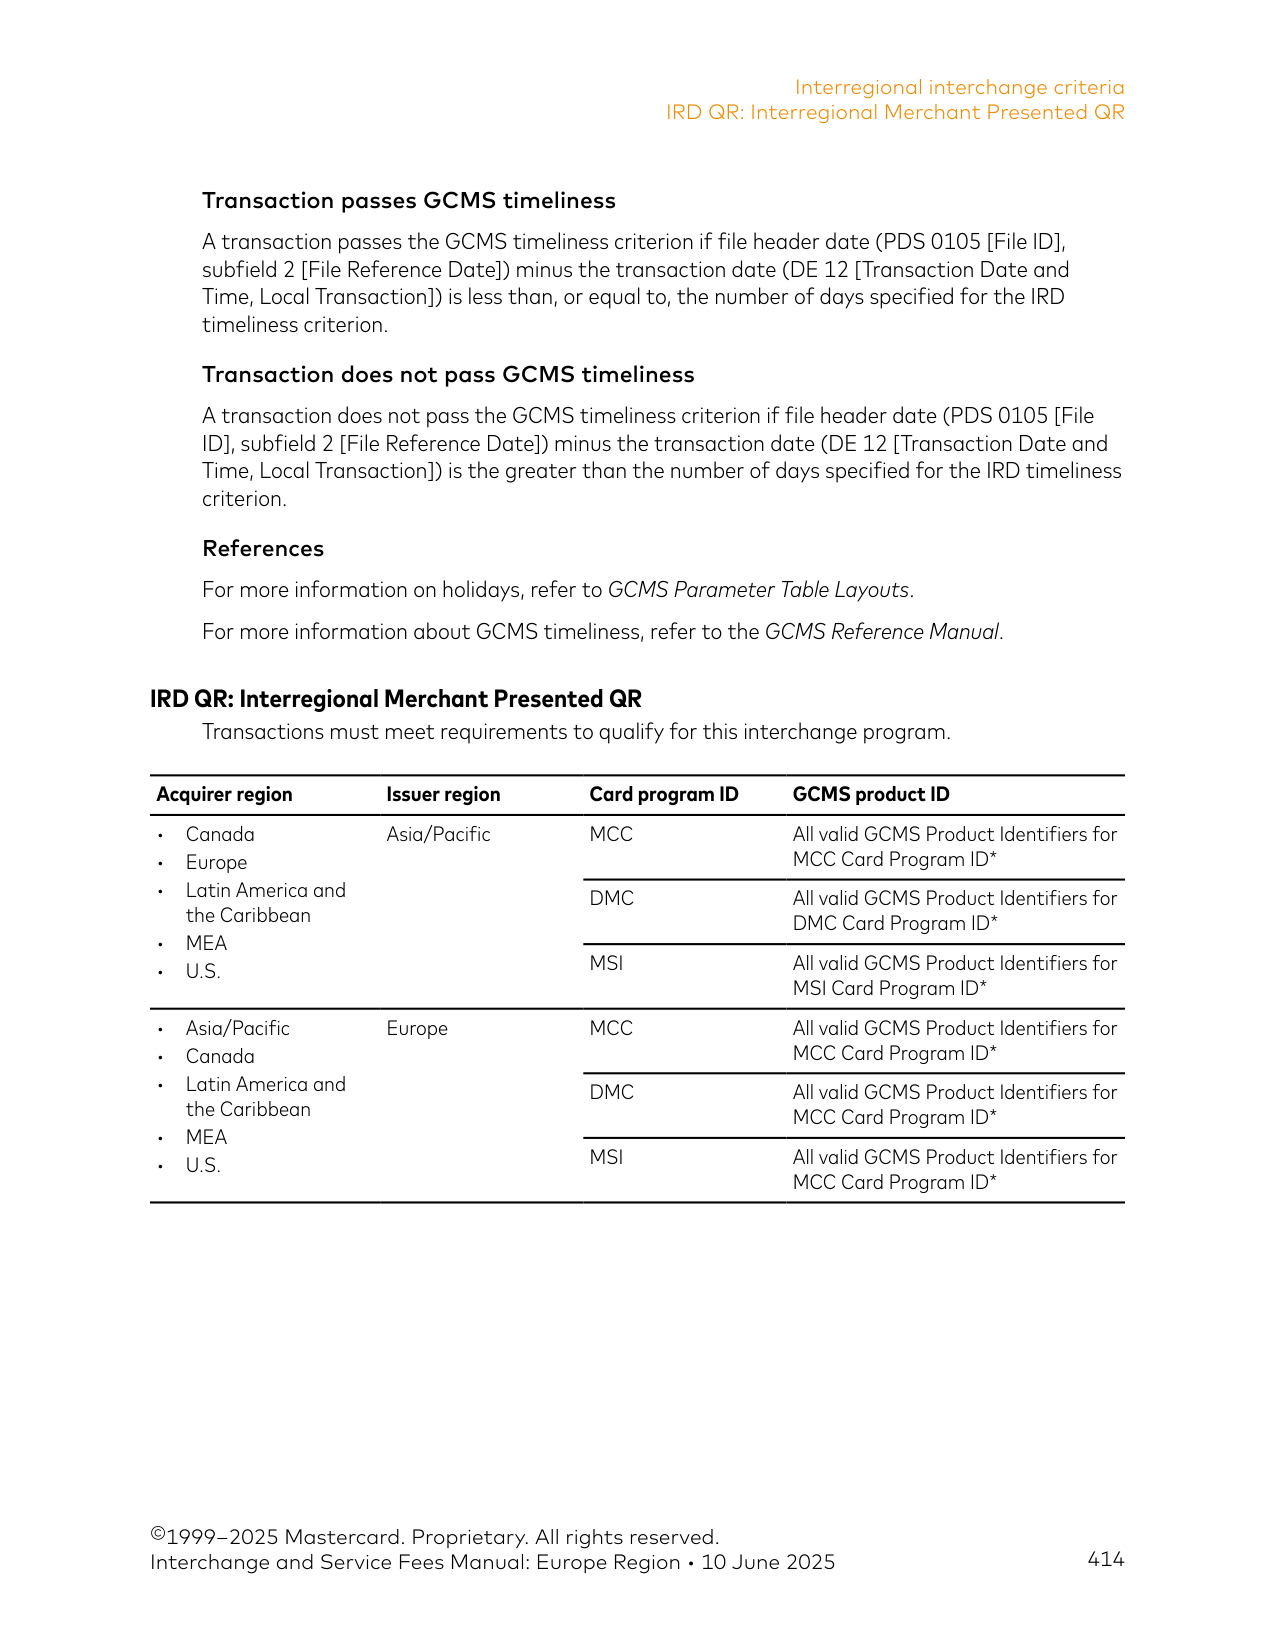 Interregional interchange criteria
IRD QR: Interregional Merchant Presented QR
Transaction passes GCMS timeliness
A transaction passes the GCMS timeliness criterion if file header date (PDS 0105 [File ID],
subfield 2 [File Reference Date]) minus the transaction date (DE 12 [Transaction Date and
Time, Local Transaction]) is less than, or equal to, the number of days specified for the IRD
timeliness criterion.
Transaction does not pass GCMS timeliness
A transaction does not pass the GCMS timeliness criterion if file header date (PDS 0105 [File
ID], subfield 2 [File Reference Date]) minus the transaction date (DE 12 [Transaction Date and
Time, Local Transaction]) is the greater than the number of days specified for the IRD timeliness
criterion.
References
For more information on holidays, refer to GCMS Parameter Table Layouts.
For more information about GCMS timeliness, refer to the GCMS Reference Manual.
IRD QR: Interregional Merchant Presented QR
Transactions must meet requirements to qualify for this interchange program.
Acquirer region Issuer region Card program ID GCMS product ID
• Canada Asia/Pacific MCC All valid GCMS Product Identifiers for
MCC Card Program ID*
• Europe
• Latin America and
the Caribbean
• MEA
• U.S.
DMC All valid GCMS Product Identifiers for
DMC Card Program ID*
MSI All valid GCMS Product Identifiers for
MSI Card Program ID*
• Asia/Pacific Europe MCC All valid GCMS Product Identifiers for
MCC Card Program ID*
• Canada
• Latin America and
the Caribbean
• MEA
• U.S.
DMC All valid GCMS Product Identifiers for
MCC Card Program ID*
MSI All valid GCMS Product Identifiers for
MCC Card Program ID*
©1999–2025 Mastercard. Proprietary. All rights reserved.
Interchange and Service Fees Manual: Europe Region • 10 June 2025 414